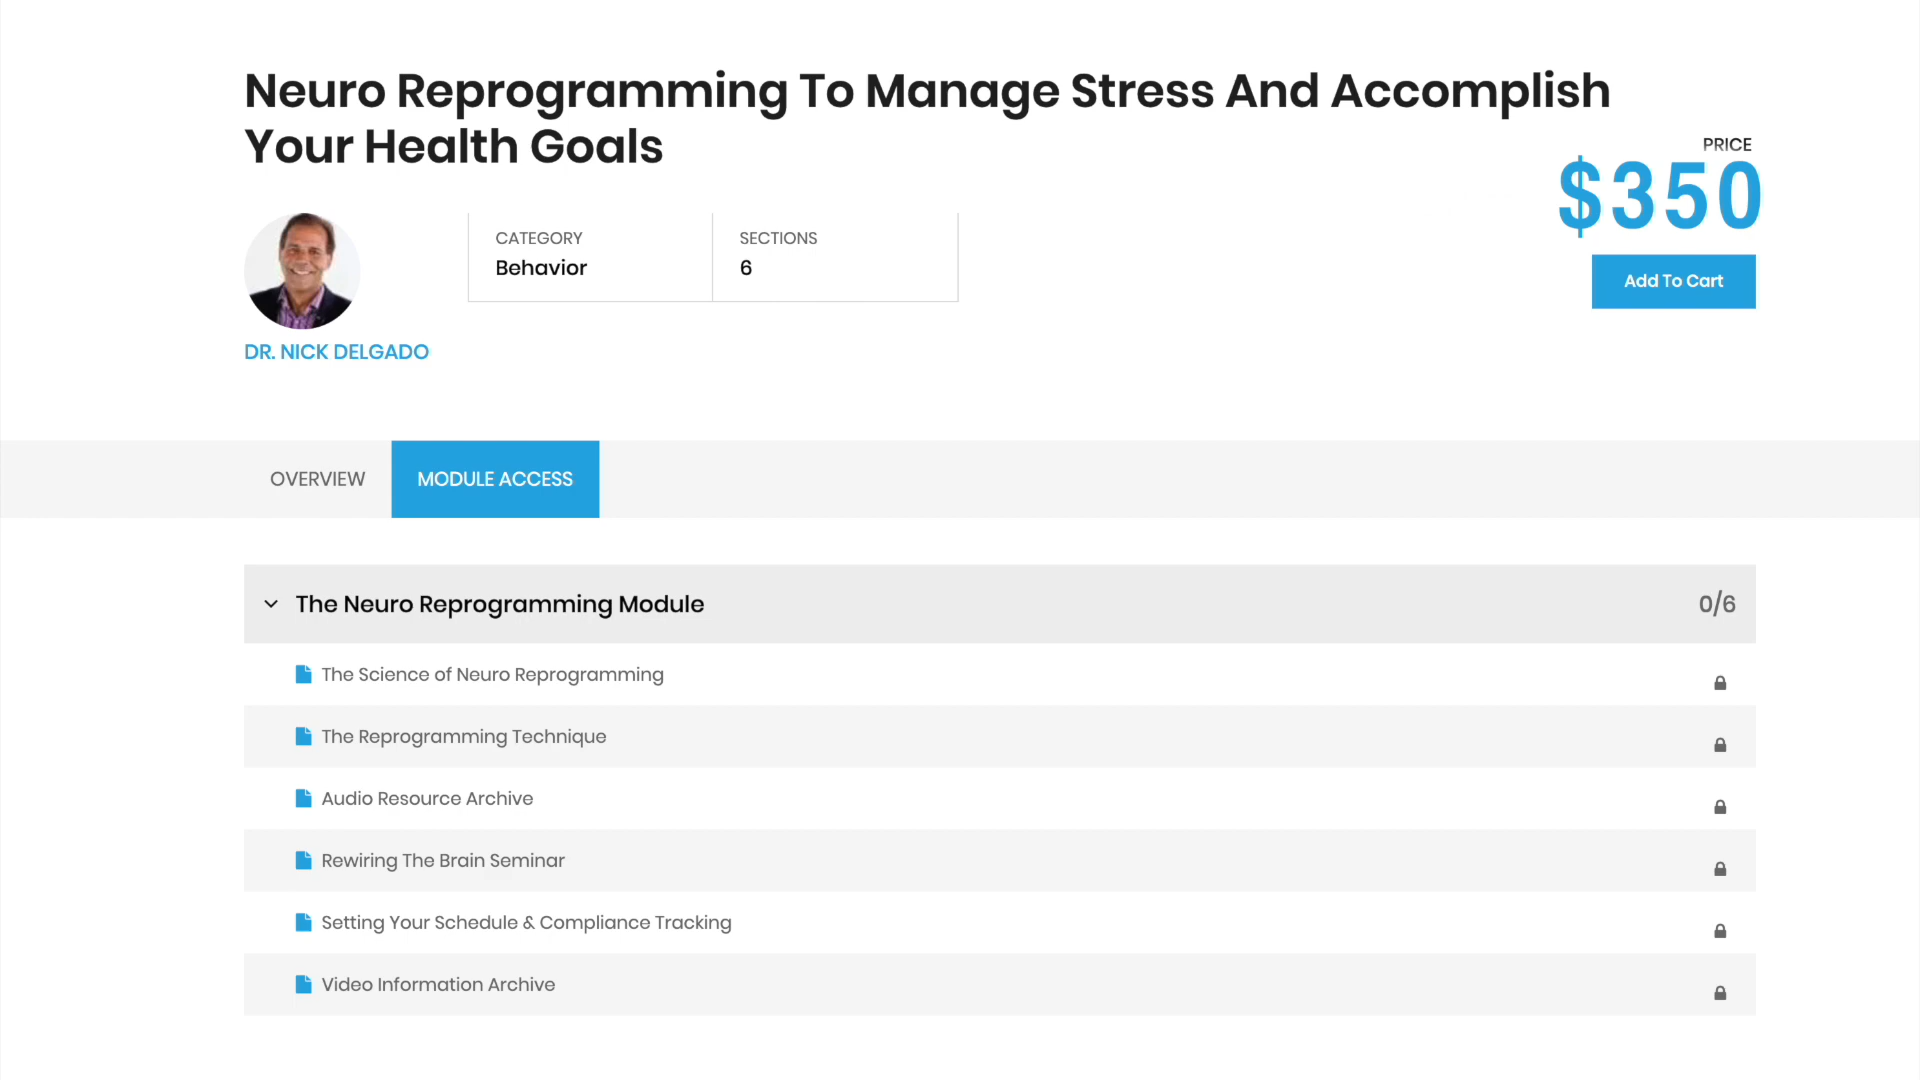 Neuro Reprogramming To Manage Stress And Accomplish
Your Health Goals
PRICE
$350
Add To Cart
CATEGORY
Behavior
SECTIONS
6
DR. NICK DELGADO
OVERVIEW
MODULE ACCESS
The Neuro Reprogramming Module
0/6
The Science of Neuro Reprogramming
The Reprogramming Technique
Audio Resource Archive
Rewiring The Brain Seminar
Setting Your Schedule & Compliance Tracking
Video Information Archive